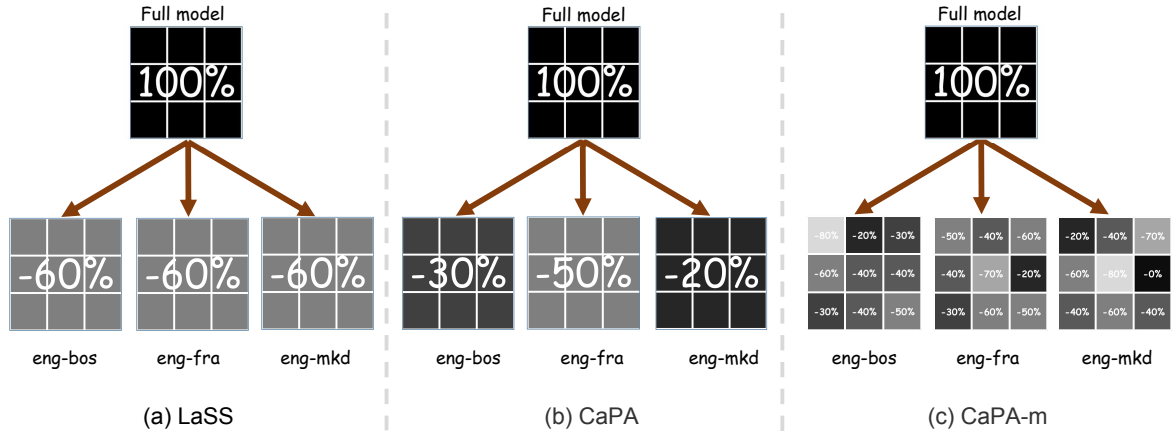 Full model
100%
-60%
-60%
-60%
eng-bos
eng-fra
eng-mkd
(a) LaSS
Full model
100%
-30%
-50%
-20%
eng-bos
eng-fra
eng-mkd
(b) CaPA
Full model
100%
-80% -20% -30%
-60% -40% -40%
-30% -40% -50%
-50% -40% -60%
-40% -70% -20%
-30% -60% -50%
-20% -40% -70%
-60% -80% -0%
-40% -60% -40%
eng-bos
eng-fra
eng-mkd
(c) CaPA-m